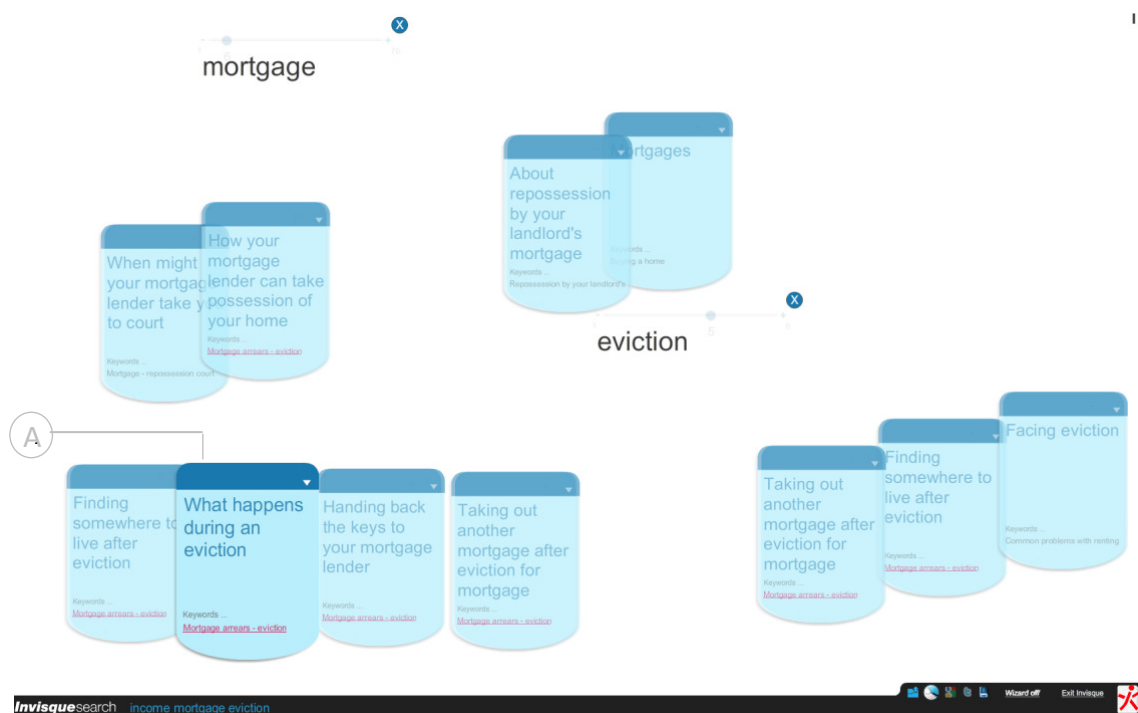 X
mortgage
Mortgages
About
repossession
by your
landlord's
mortgage
Keywords ...
Repossession by your landlord's
Keywords ...
Buying a home
How your
mortgage
lender can take
possession of
your home
Keywords ...
Mortgage arrears - eviction
When might
your mortgage
lender take you
to court
Keywords ...
Mortgage - repossession court
X
5
eviction
A
Finding
somewhere to
live after
eviction
Keywords ...
Mortgage arrears - eviction
What happens
during an
eviction
Keywords ...
Mortgage arrears - eviction
Handing back
the keys to
your mortgage
lender
Keywords ...
Mortgage arrears - eviction
Taking out
another
mortgage after
eviction for
mortgage
Keywords ...
Mortgage arrears - eviction
Taking out
another
mortgage after
eviction for
mortgage
Keywords ...
Mortgage arrears - eviction
Finding
somewhere to
live after
eviction
Keywords ...
Mortgage arrears - eviction
Facing eviction
Keywords ...
Common problems with renting
Invisquesearch income mortgage eviction
Wizard off Exit Invisque